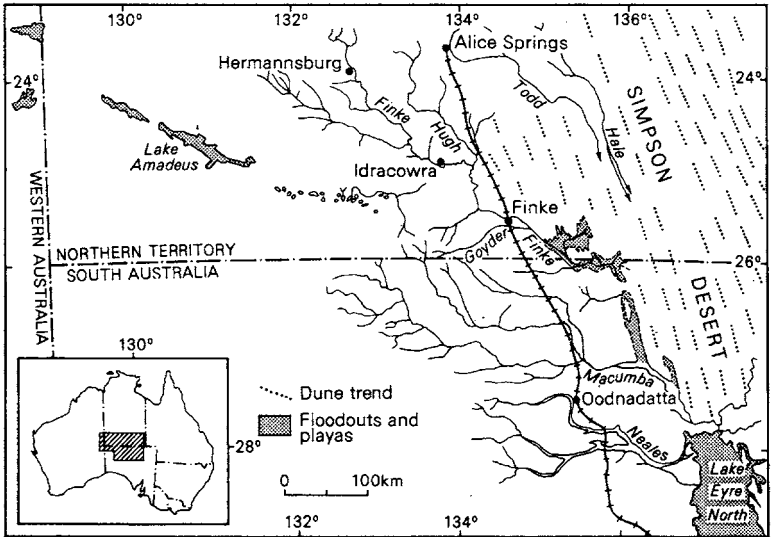 130°
132°
134°
136°
Alice Springs
Hermannsburg
24°
24°
Finke
Hugh
Todd
Hale
SIMPSON
DESERT
Lake
Amadeus
Idracowra
Finke
WESTERN AUSTRALIA
NORTHERN TERRITORY
SOUTH AUSTRALIA
Goyder
Finke
26°
130°
Macumba
Oodnadatta
Dune trend
Floodouts and
playas
Neales
28°
0 100km
Lake
Eyre
North
132°
134°
136°